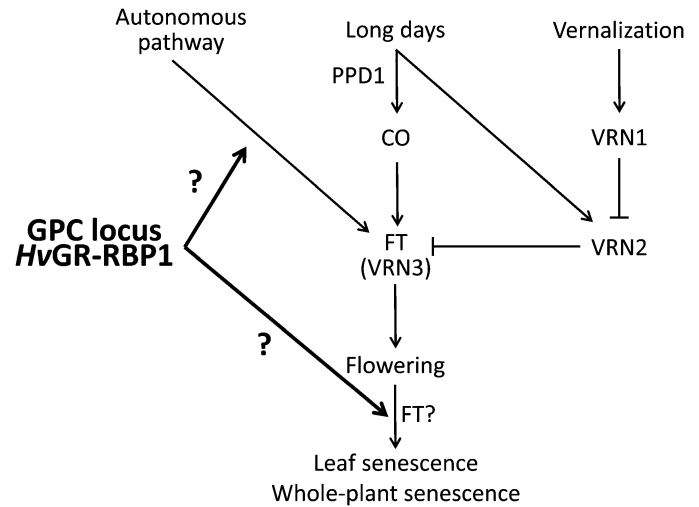 Autonomous
pathway
Long days
Vernalization
PPD1
CO
VRN1
?
GPC locus
HvGR-RBP1
FT
(VRN3)
VRN2
?
Flowering
FT?
Leaf senescence
Whole-plant senescence